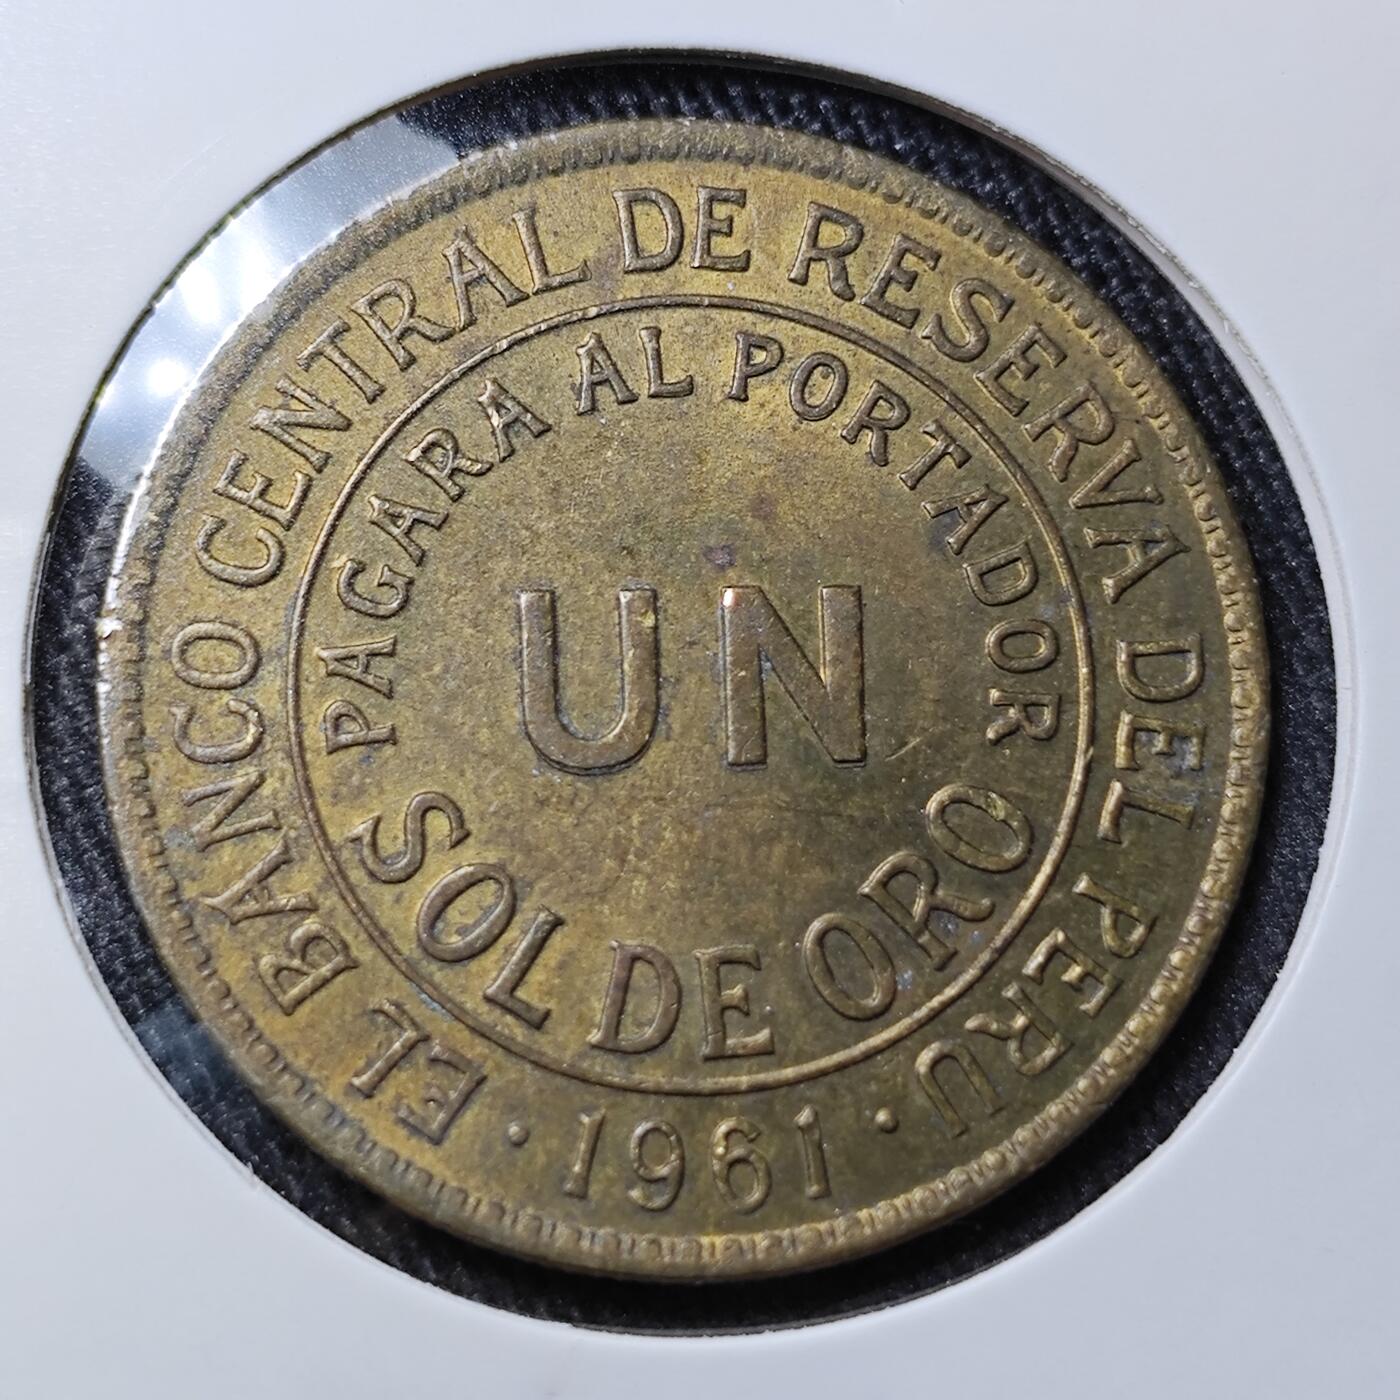 EL BANCO CENTRAL DE RESERVA DEL PERU
PAGARA AL PORTADOR
UN
SOL DE ORO
· 1961 ·